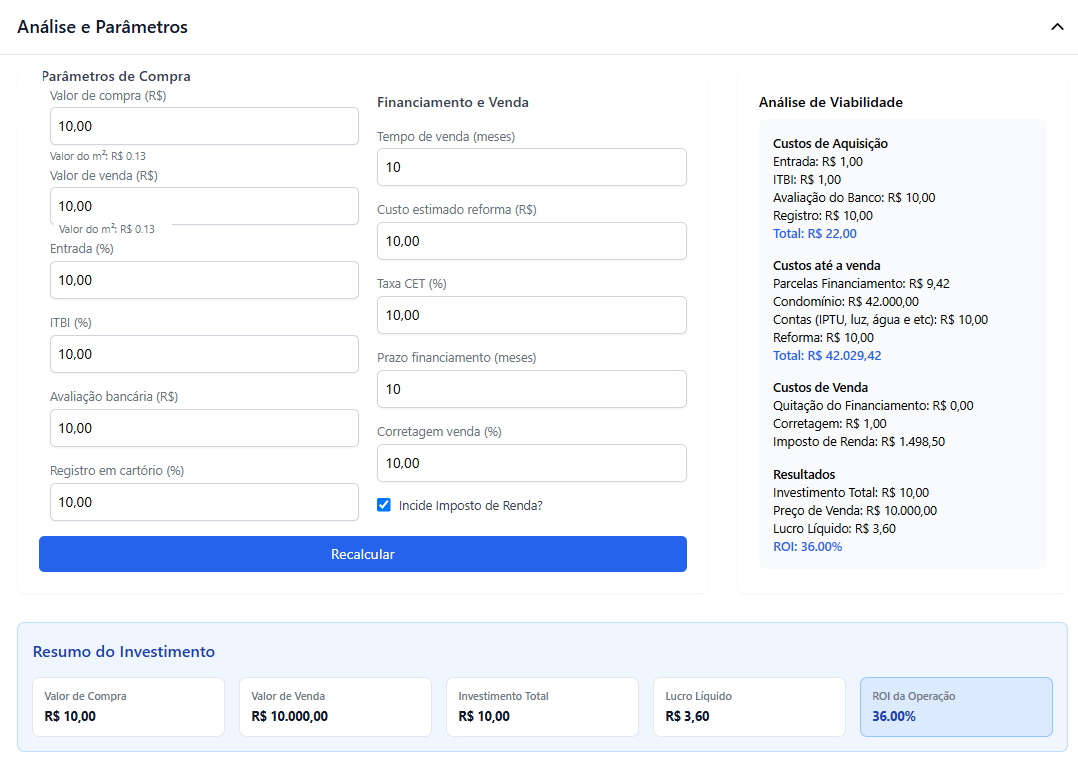 Análise e Parâmetros
Parâmetros de Compra
Valor de compra (R$)
10,00
Valor do m²: R$ 0.13
Valor de venda (R$)
10,00
Valor do m²: R$ 0.13
Entrada (%)
10,00
ITBI (%)
10,00
Avaliação bancária (R$)
10,00
Registro em cartório (%)
10,00
Financiamento e Venda
Tempo de venda (meses)
10
Custo estimado reforma (R$)
10,00
Taxa CET (%)
10,00
Prazo financiamento (meses)
10
Corretagem venda (%)
10,00
Incide Imposto de Renda?
Recalcular
Análise de Viabilidade
Custos de Aquisição
Entrada: R$ 1,00
ITBI: R$ 1,00
Avaliação do Banco: R$ 10,00
Registro: R$ 10,00
Total: R$ 22,00
Custos até a venda
Parcelas Financiamento: R$ 9,42
Condomínio: R$ 42.000,00
Contas (IPTU, luz, água e etc): R$ 10,00
Reforma: R$ 10,00
Total: R$ 42.029,42
Custos de Venda
Quitação do Financiamento: R$ 0,00
Corretagem: R$ 1,00
Imposto de Renda: R$ 1.498,50
Resultados
Investimento Total: R$ 10,00
Preço de Venda: R$ 10.000,00
Lucro Líquido: R$ 3,60
ROI: 36.00%
Resumo do Investimento
Valor de Compra
R$ 10,00
Valor de Venda
R$ 10.000,00
Investimento Total
R$ 10,00
Lucro Líquido
R$ 3,60
ROI da Operação
36.00%